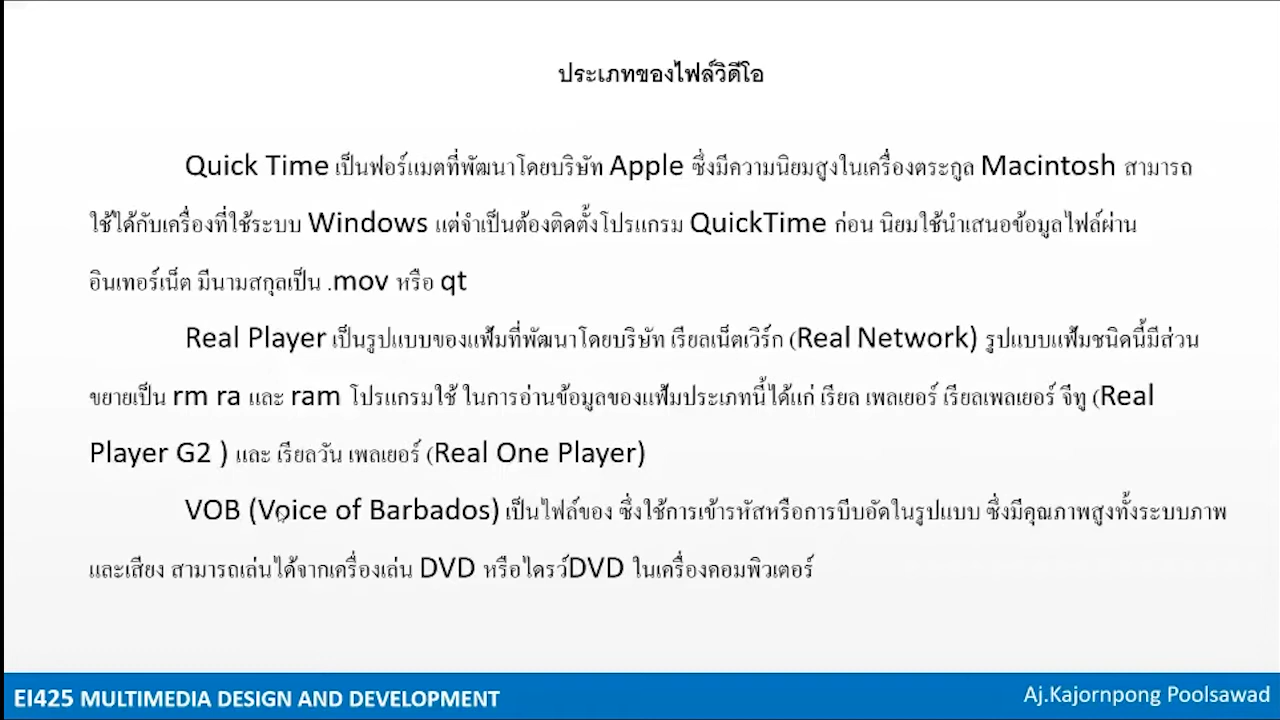 ประเภทของไฟล์วิดีโอ
Quick Time เป็นฟอร์แมตที่พัฒนาโดยบริษัท Apple ซึ่งมีความนิยมสูงในเครื่องตระกูล Macintosh สามารถ
ใช้ได้กับเครื่องที่ใช้ระบบ Windows แต่จำเป็นต้องติดตั้งโปรแกรม QuickTime ก่อน นิยมใช้นำเสนอข้อมูลไฟล์ผ่าน
อินเทอร์เน็ต มีนามสกุลเป็น .mov หรือ qt
Real Player เป็นรูปแบบของแฟ้มที่พัฒนาโดยบริษัท เรียลเน็ตเวิร์ก (Real Network) รูปแบบแฟ้มชนิดนี้มีส่วน
ขยายเป็น rm ra และ ram โปรแกรมใช้ ในการอ่านข้อมูลของแฟ้มประเภทนี้ได้แก่ เรียล เพลเยอร์ เรียลเพลเยอร์ จีทู (Real
Player G2 ) และ เรียลวัน เพลเยอร์ (Real One Player)
VOB (Voice of Barbados) เป็นไฟล์ของ ซึ่งใช้การเข้ารหัสหรือการบีบอัดในรูปแบบ ซึ่งมีคุณภาพสูงทั้งระบบภาพ
และเสียง สามารถเล่นได้จากเครื่องเล่น DVD หรือไดรว์DVD ในเครื่องคอมพิวเตอร์
EI425 MULTIMEDIA DESIGN AND DEVELOPMENT
Aj.Kajornpong Poolsawad